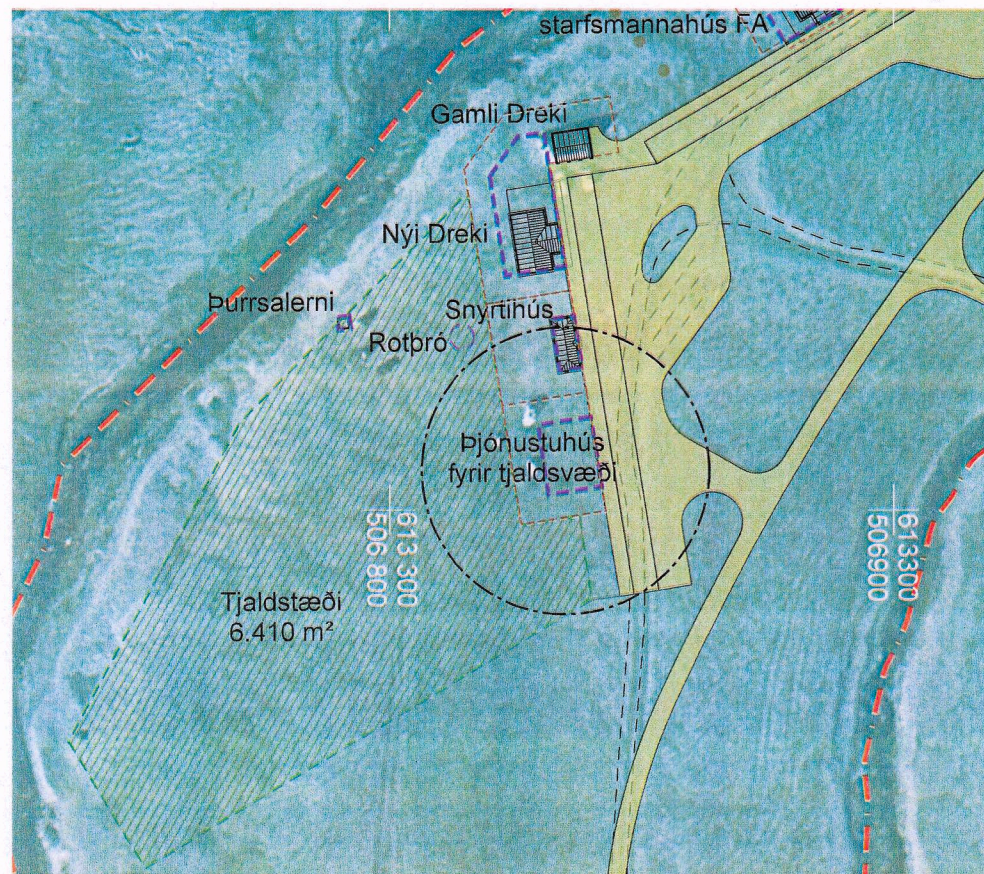 starfsmannahús FA
Gamli Dreki
Nýi Dreki
Þurrsalerni
Snyrtihús
Rotþró
Þjónustuhús
fyrir tjaldsvæði
613 300
506 800
613300
506900
Tjaldstæði
6.410 m²